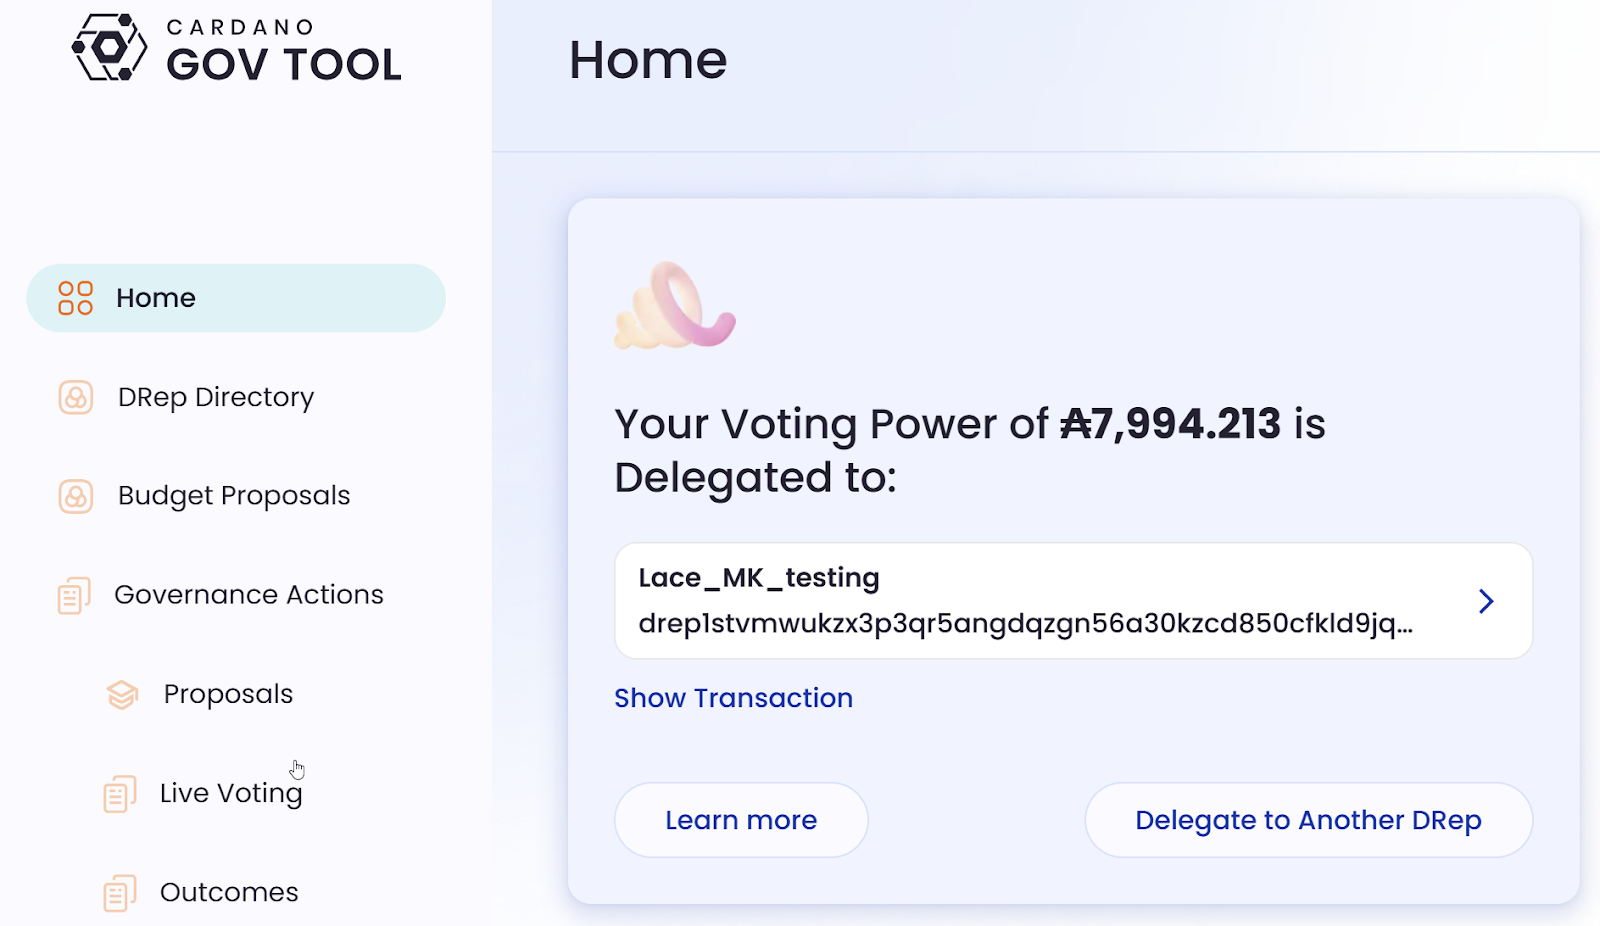 CARDANO
GOV TOOL
Home
DRep Directory
Budget Proposals
Governance Actions
Proposals
Live Voting
Outcomes
Home
Your Voting Power of ₳7,994.213 is
Delegated to:
Lace_MK_testing
drep1stvmwukzx3p3qr5angdqzgn56a30kzcd850cfkld9jq...
Show Transaction
Learn more
Delegate to Another DRep